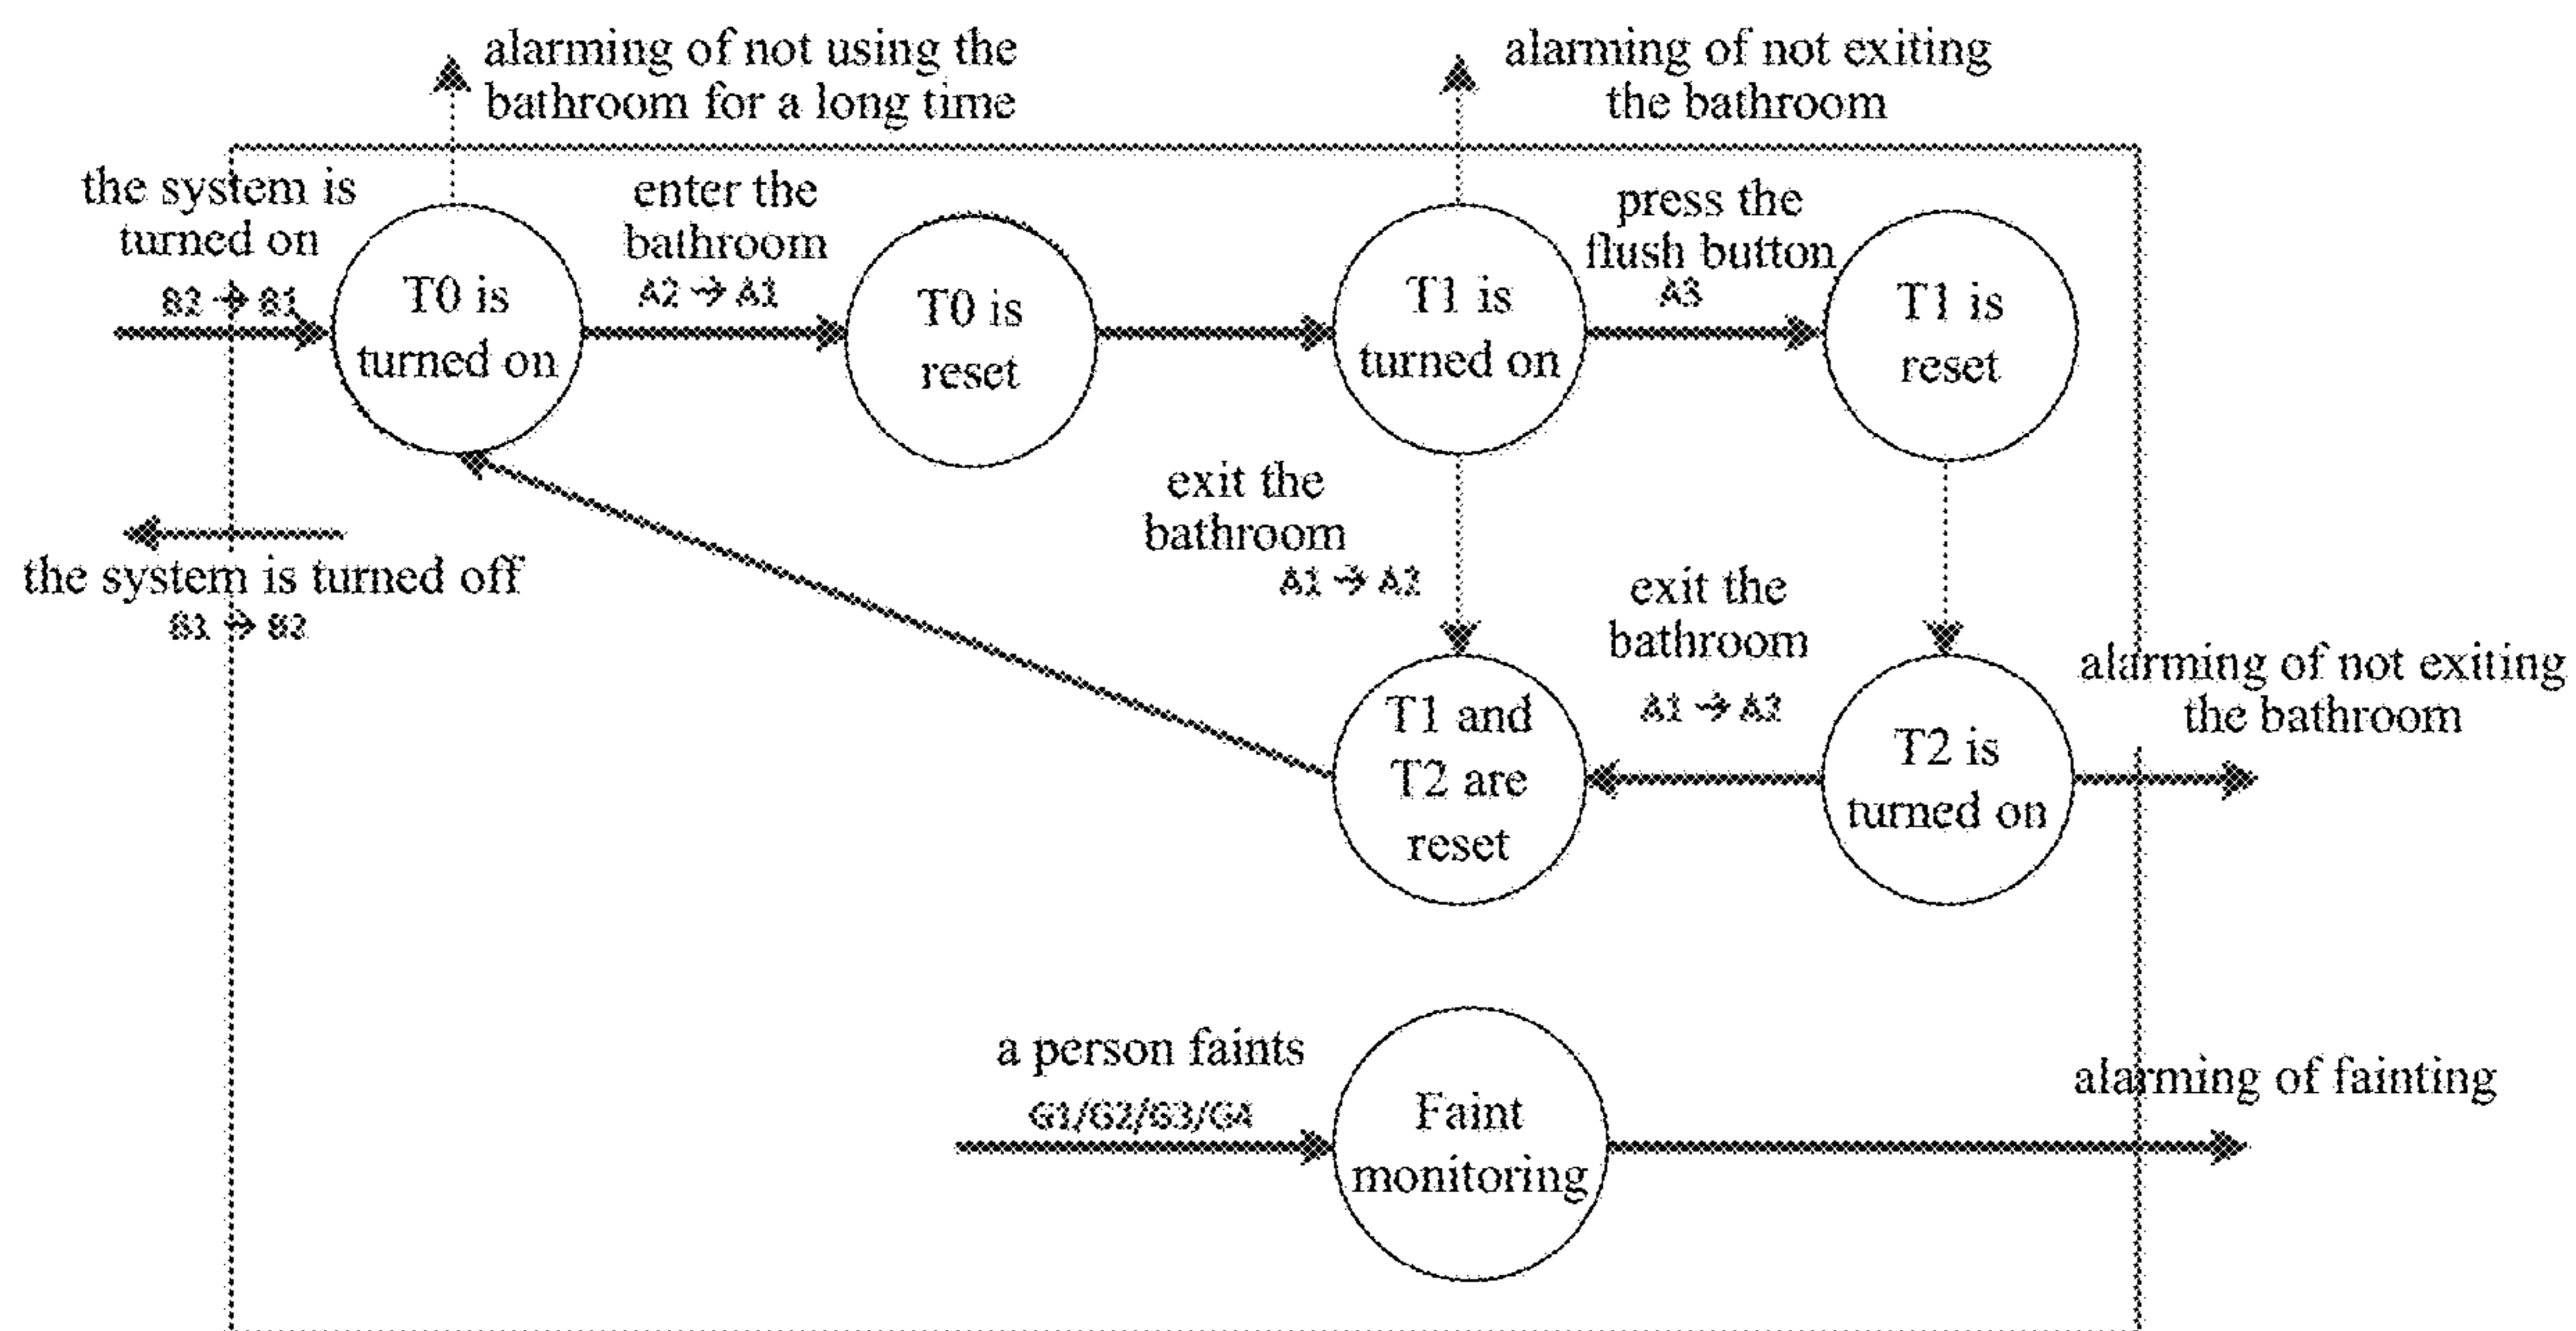 alarming of not using the
bathroom for a long time
alarming of not exiting
the bathroom
the system is
turned on
B2 → B1
T0 is
turned on
enter the
bathroom
A2 → A1
T0 is
reset
T1 is
turned on
press the
flush button
A3
T1 is
reset
the system is turned off
B1 → B2
exit the
bathroom
A1 → A2
exit the
bathroom
A1 → A2
T1 and
T2 are
reset
T2 is
turned on
alarming of not exiting
the bathroom
a person faints
G1/G2/G3/G4
Faint
monitoring
alarming of fainting